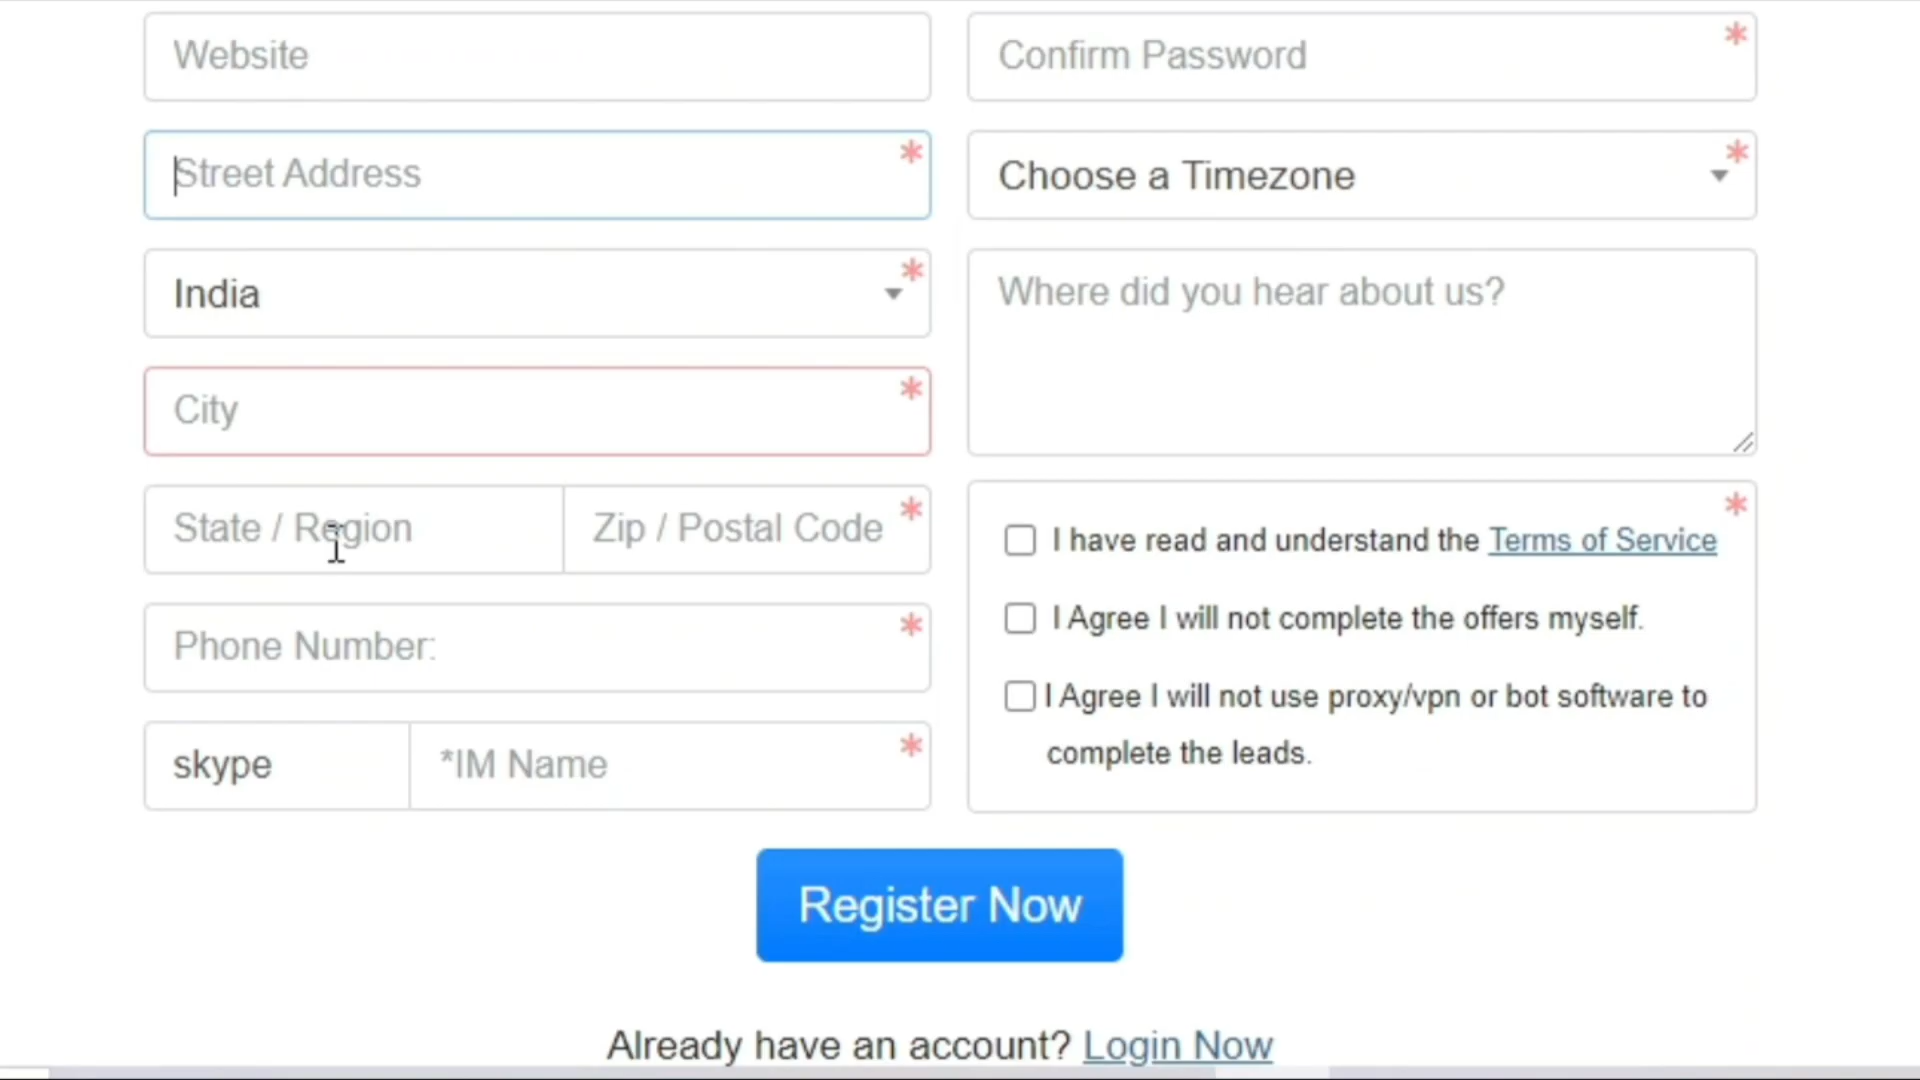 Website
Confirm Password *
Street Address *
Choose a Timezone *
India *
Where did you hear about us?
City *
State / Region
Zip / Postal Code *
I have read and understand the Terms of Service *
I Agree I will not complete the offers myself.
I Agree I will not use proxy/vpn or bot software to
complete the leads.
Phone Number: *
skype
*IM Name *
Register Now
Already have an account? Login Now